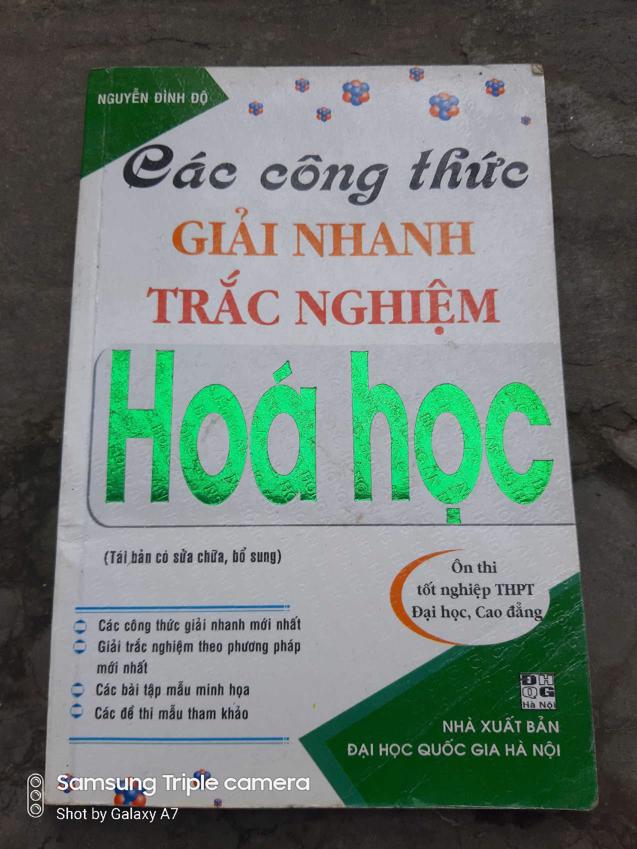 NGUYỄN ĐÌNH ĐỘ
Các công thức
GIẢI NHANH
TRẮC NGHIỆM
Hoá học
(Tái bản có sửa chữa, bổ sung)
Ôn thi
tốt nghiệp THPT
Đại học, Cao đẳng
Các công thức giải nhanh mới nhất
Giải trắc nghiệm theo phương pháp
mới nhất
Các bài tập mẫu minh họa
Các đề thi mẫu tham khảo
ĐH
QG
Hà Nội
NHÀ XUẤT BẢN
ĐẠI HỌC QUỐC GIA HÀ NỘI
Samsung Triple camera
Shot by Galaxy A7